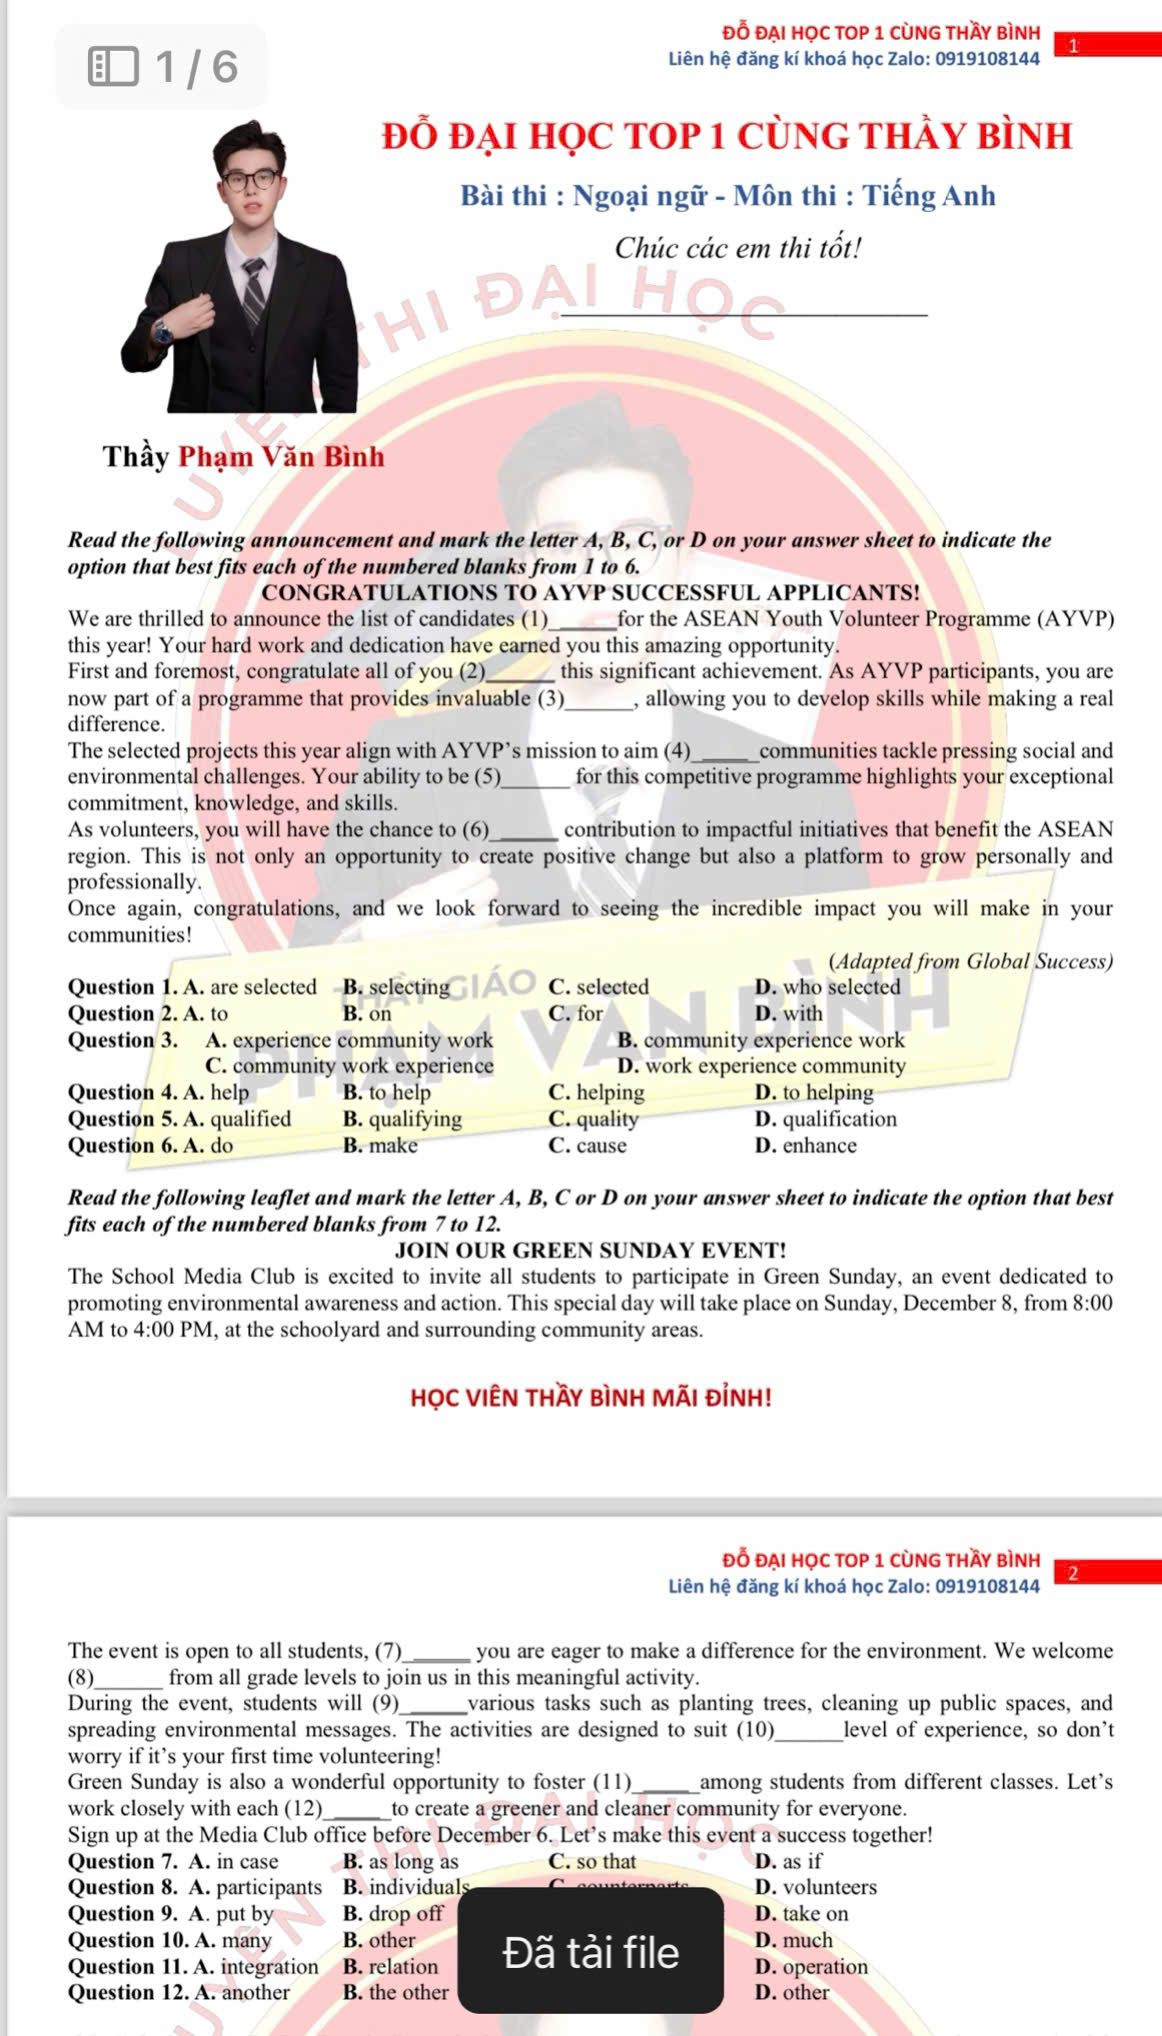 1 / 6
ĐỖ ĐẠI HỌC TOP 1 CÙNG THẦY BÌNH
1
Liên hệ đăng kí khoá học Zalo: 0919108144
ĐỖ ĐẠI HỌC TOP 1 CÙNG THẦY BÌNH
Bài thi : Ngoại ngữ - Môn thi : Tiếng Anh
Chúc các em thi tốt!
Thầy Phạm Văn Bình
Read the following announcement and mark the letter A, B, C, or D on your answer sheet to indicate the
option that best fits each of the numbered blanks from 1 to 6.
CONGRATULATIONS TO AYVP SUCCESSFUL APPLICANTS!
We are thrilled to announce the list of candidates (1)______for the ASEAN Youth Volunteer Programme (AYVP)
this year! Your hard work and dedication have earned you this amazing opportunity.
First and foremost, congratulate all of you (2)______ this significant achievement. As AYVP participants, you are
now part of a programme that provides invaluable (3)______, allowing you to develop skills while making a real
difference.
The selected projects this year align with AYVP's mission to aim (4)______communities tackle pressing social and
environmental challenges. Your ability to be (5)______ for this competitive programme highlights your exceptional
commitment, knowledge, and skills.
As volunteers, you will have the chance to (6)______ contribution to impactful initiatives that benefit the ASEAN
region. This is not only an opportunity to create positive change but also a platform to grow personally and
professionally.
Once again, congratulations, and we look forward to seeing the incredible impact you will make in your
communities!
(Adapted from Global Success)
Question 1. A. are selected B. selecting C. selected D. who selected
Question 2. A. to B. on C. for D. with
Question 3. A. experience community work B. community experience work
C. community work experience D. work experience community
Question 4. A. help B. to help C. helping D. to helping
Question 5. A. qualified B. qualifying C. quality D. qualification
Question 6. A. do B. make C. cause D. enhance
Read the following leaflet and mark the letter A, B, C or D on your answer sheet to indicate the option that best
fits each of the numbered blanks from 7 to 12.
JOIN OUR GREEN SUNDAY EVENT!
The School Media Club is excited to invite all students to participate in Green Sunday, an event dedicated to
promoting environmental awareness and action. This special day will take place on Sunday, December 8, from 8:00
AM to 4:00 PM, at the schoolyard and surrounding community areas.
HỌC VIÊN THẦY BÌNH MÃI ĐỈNH!
ĐỖ ĐẠI HỌC TOP 1 CÙNG THẦY BÌNH
2
Liên hệ đăng kí khoá học Zalo: 0919108144
The event is open to all students, (7)______ you are eager to make a difference for the environment. We welcome
(8)______ from all grade levels to join us in this meaningful activity.
During the event, students will (9)______various tasks such as planting trees, cleaning up public spaces, and
spreading environmental messages. The activities are designed to suit (10)______level of experience, so don't
worry if it's your first time volunteering!
Green Sunday is also a wonderful opportunity to foster (11)______among students from different classes. Let's
work closely with each (12)______to create a greener and cleaner community for everyone.
Sign up at the Media Club office before December 6. Let's make this event a success together!
Question 7. A. in case B. as long as C. so that D. as if
Question 8. A. participants B. individuals C. counterparts D. volunteers
Question 9. A. put by B. drop off D. take on
Question 10. A. many B. other D. much
Question 11. A. integration B. relation D. operation
Question 12. A. another B. the other D. other
Đã tải file